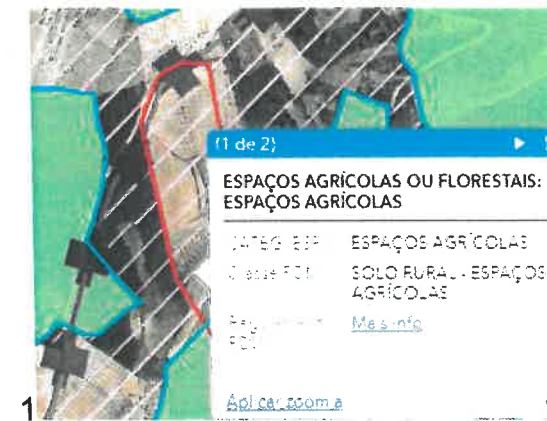 (1 de 2)
ESPAÇOS AGRÍCOLAS OU FLORESTAIS:
ESPAÇOS AGRÍCOLAS
ESPAÇOS AGRÍCOLAS
SOLO RURAL - ESPAÇOS
AGRÍCOLAS
Mais info
Aplicar zoom a
1